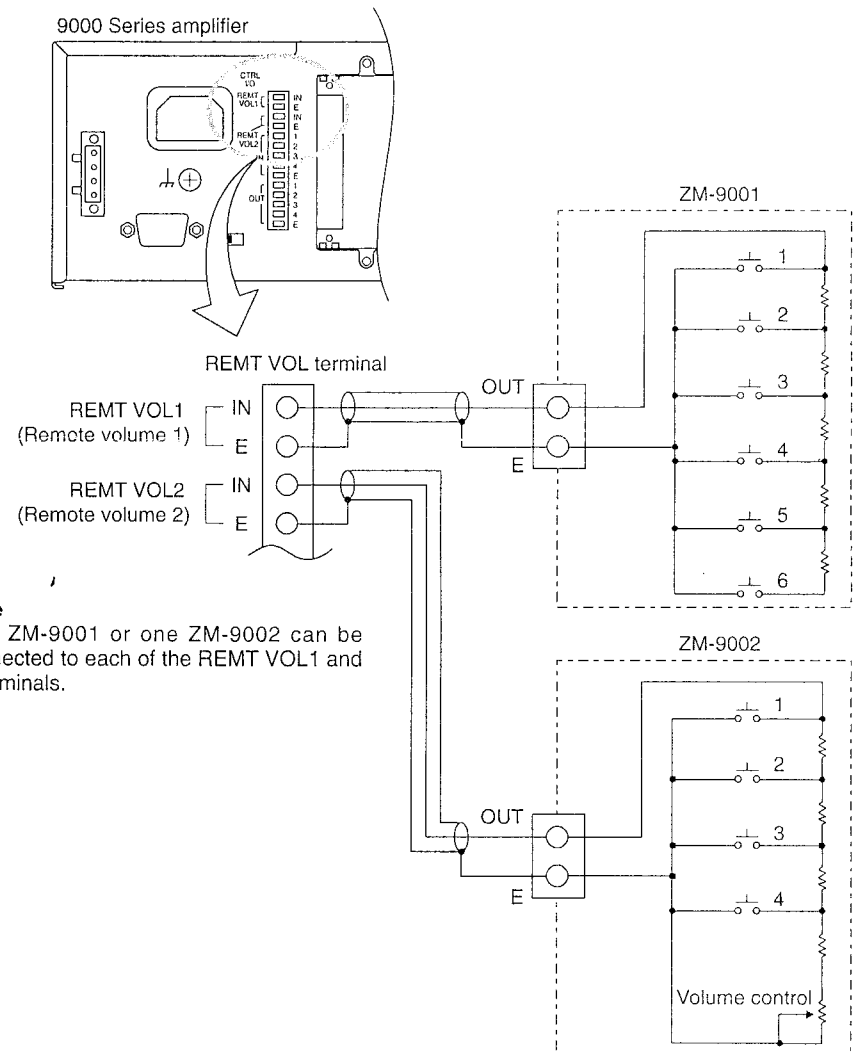 9000 Series amplifier
CTRL
I/O
REMT
VOL1
IN
E
IN
E
REMT
VOL2
1
2
3
4
E
IN
OUT
1
2
3
4
E
ZM-9001
1
2
3
4
5
6
OUT
E
REMT VOL terminal
REMT VOL1
(Remote volume 1)
IN
E
REMT VOL2
(Remote volume 2)
IN
E
ZM-9001 or one ZM-9002 can be
ected to each of the REMT VOL1 and
minals.
ZM-9002
1
2
3
4
OUT
E
Volume control